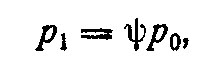 p₁ = ψp₀,